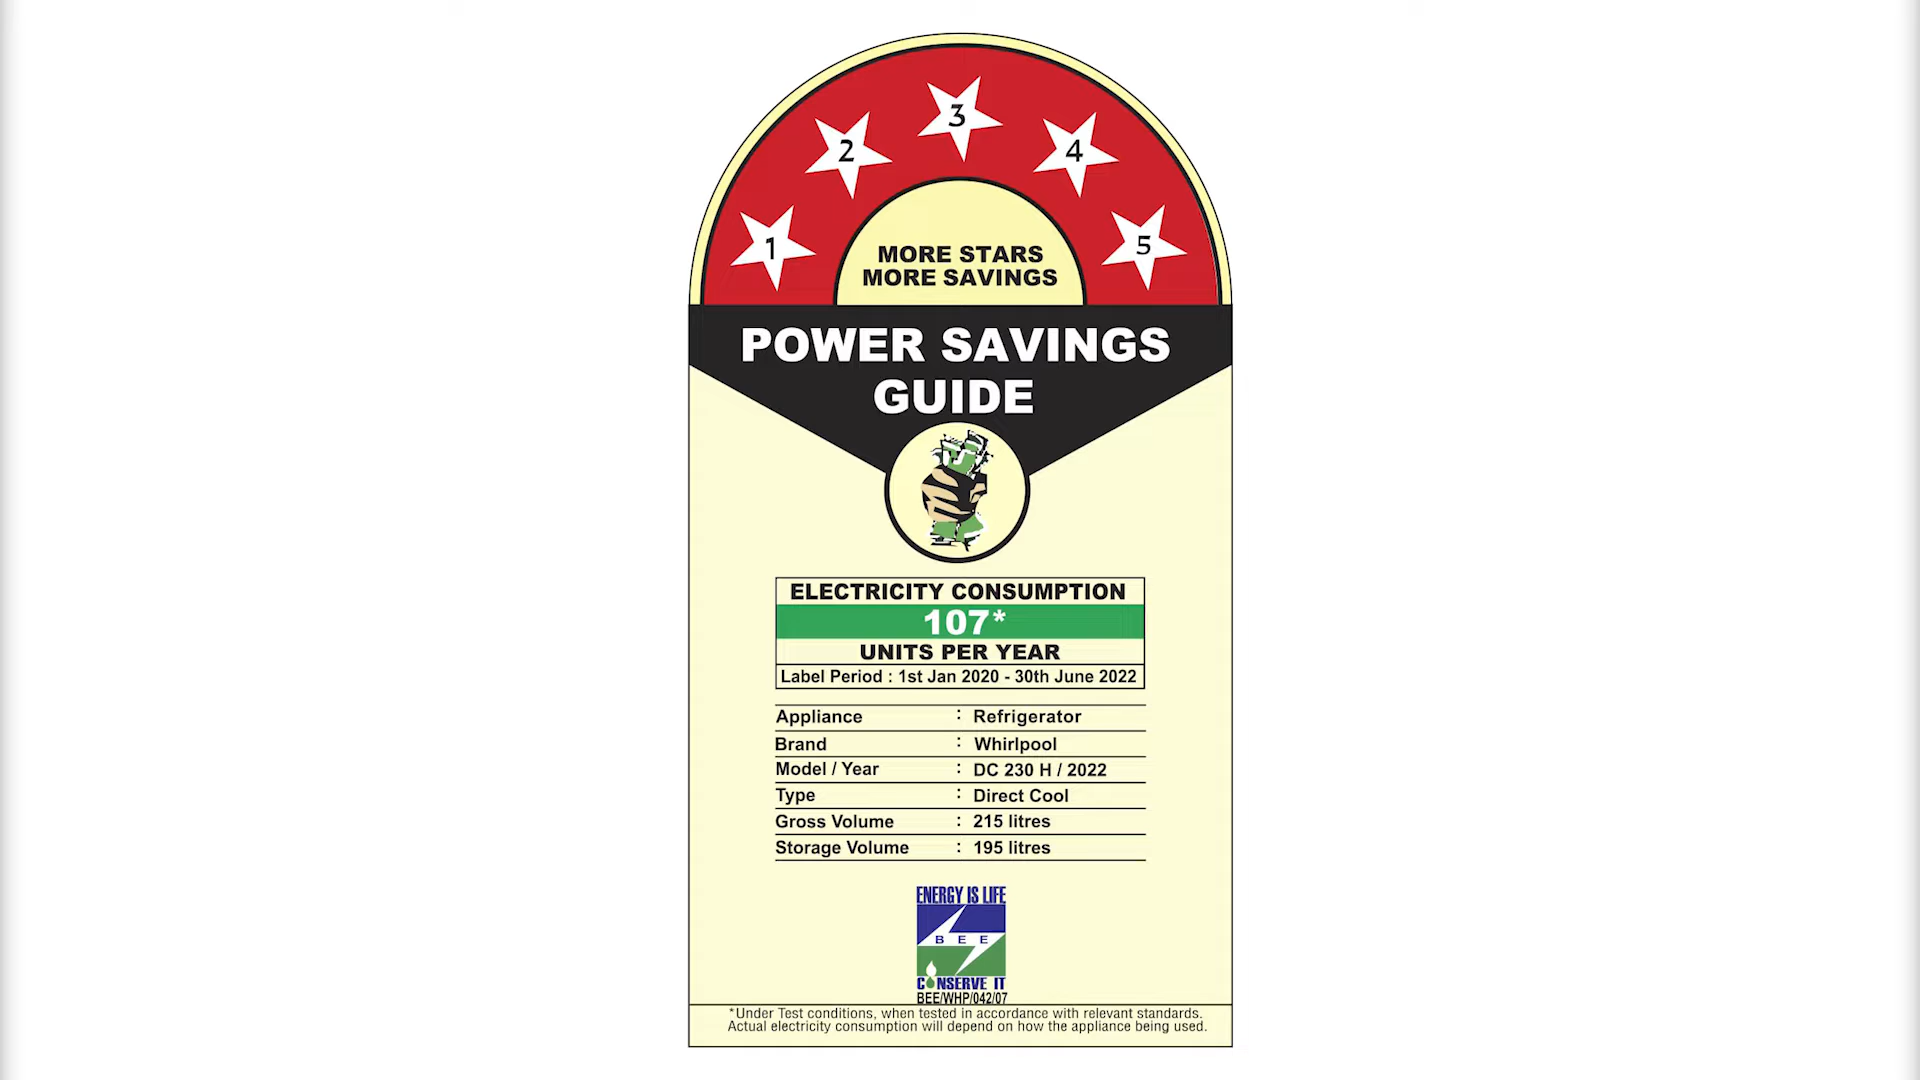 3
2
4
1
5
MORE STARS
MORE SAVINGS
POWER SAVINGS
GUIDE
ELECTRICITY CONSUMPTION
107*
UNITS PER YEAR
Label Period : 1st Jan 2020 - 30th June 2022
Appliance : Refrigerator
Brand : Whirlpool
Model / Year : DC 230 H / 2022
Type : Direct Cool
Gross Volume : 215 litres
Storage Volume : 195 litres
ENERGY IS LIFE
BEE
CONSERVE IT
BEE/WHP/042/07
*Under Test conditions, when tested in accordance with relevant standards.
Actual electricity consumption will depend on how the appliance being used.